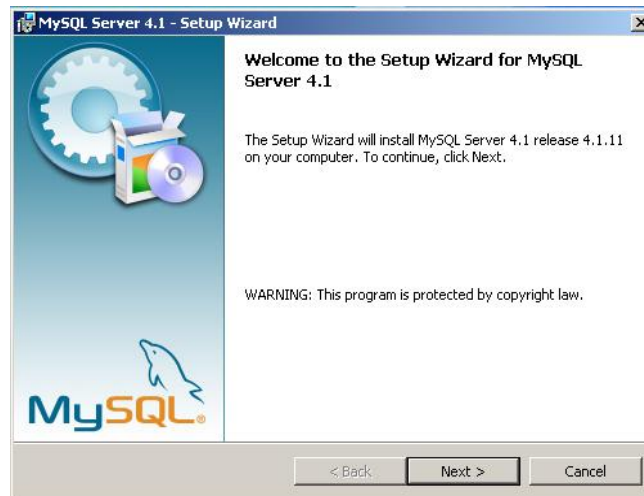 MySQL Server 4.1 - Setup Wizard
Welcome to the Setup Wizard for MySQL
Server 4.1
The Setup Wizard will install MySQL Server 4.1 release 4.1.11
on your computer. To continue, click Next.
WARNING: This program is protected by copyright law.
MySQL®
< Back
Next >
Cancel